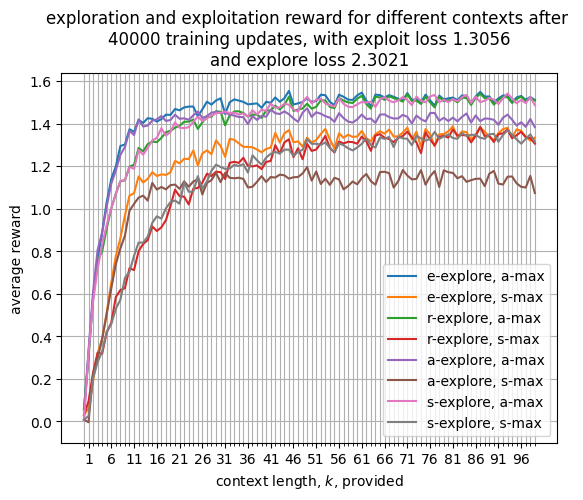 exploration and exploitation reward for different contexts after
40000 training updates, with exploit loss 1.3056
and explore loss 2.3021
1.6
1.4
1.2
1.0
0.8
0.6
0.4
0.2
0.0
average reward
e-explore, a-max
e-explore, s-max
r-explore, a-max
r-explore, s-max
a-explore, a-max
a-explore, s-max
s-explore, a-max
s-explore, s-max
1 6 11 16 21 26 31 36 41 46 51 56 61 66 71 76 81 86 91 96
context length, k, provided